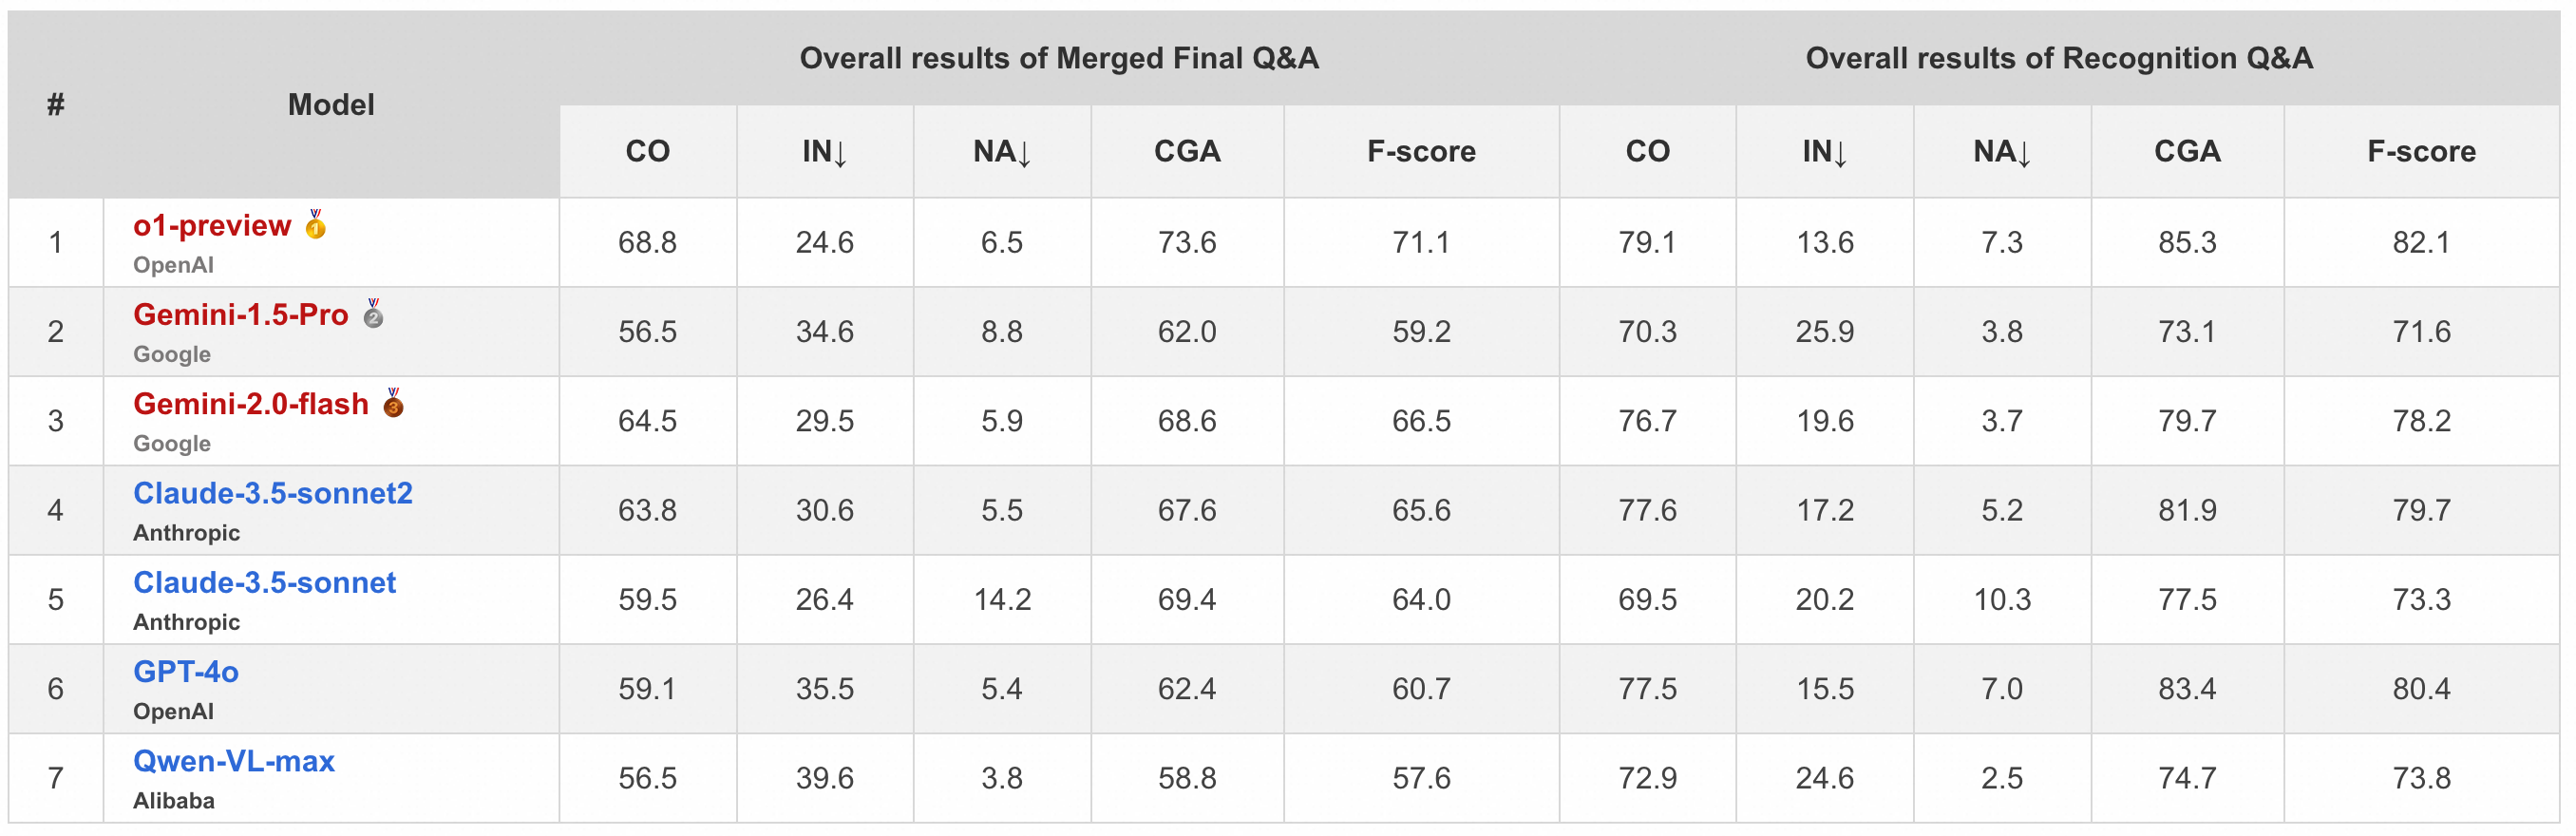 # Model Overall results of Merged Final Q&A Overall results of Recognition Q&A
CO IN↓ NA↓ CGA F-score CO IN↓ NA↓ CGA F-score
1 o1-preview 🥇 68.8 24.6 6.5 73.6 71.1 79.1 13.6 7.3 85.3 82.1
OpenAI
2 Gemini-1.5-Pro 🥈 56.5 34.6 8.8 62.0 59.2 70.3 25.9 3.8 73.1 71.6
Google
3 Gemini-2.0-flash 🥉 64.5 29.5 5.9 68.6 66.5 76.7 19.6 3.7 79.7 78.2
Google
4 Claude-3.5-sonnet2 63.8 30.6 5.5 67.6 65.6 77.6 17.2 5.2 81.9 79.7
Anthropic
5 Claude-3.5-sonnet 59.5 26.4 14.2 69.4 64.0 69.5 20.2 10.3 77.5 73.3
Anthropic
6 GPT-4o 59.1 35.5 5.4 62.4 60.7 77.5 15.5 7.0 83.4 80.4
OpenAI
7 Qwen-VL-max 56.5 39.6 3.8 58.8 57.6 72.9 24.6 2.5 74.7 73.8
Alibaba